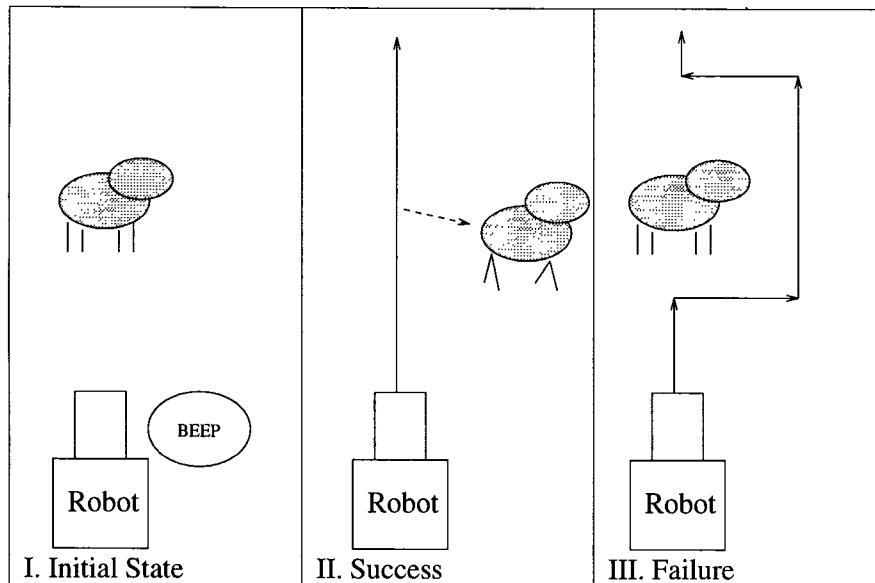 BEEP
Robot
I. Initial State
Robot
II. Success
Robot
III. Failure